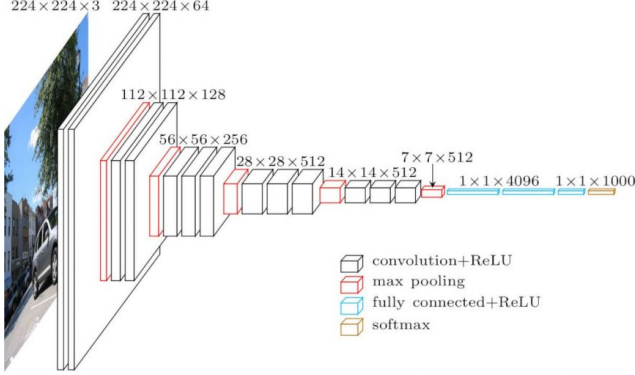 224×224×3
224×224×64
112×112×128
56×56×256
28×28×512
14×14×512
7×7×512
1×1×4096
1×1×1000
convolution+ReLU
max pooling
fully connected+ReLU
softmax